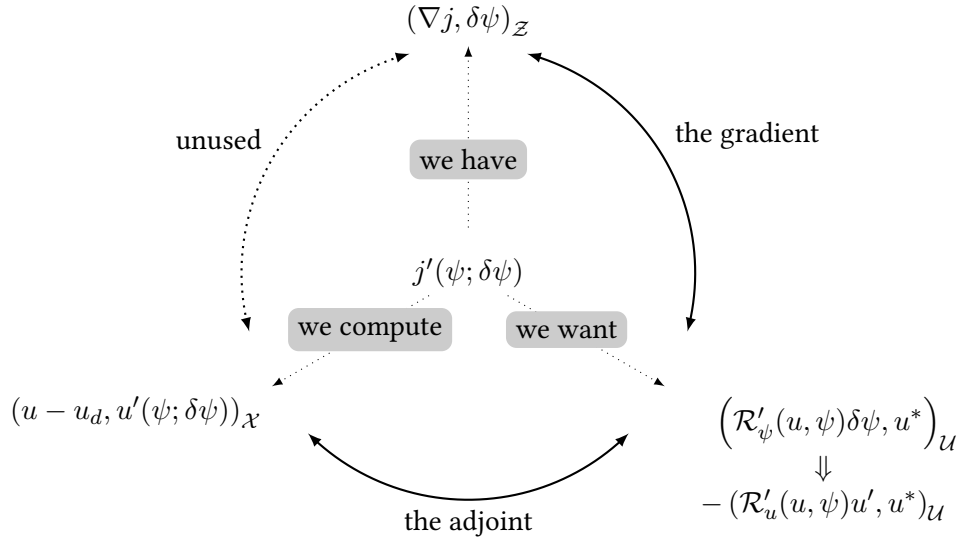 (∇j, δψ)_𝒵
unused
the gradient
we have
j′(ψ; δψ)
we compute
we want
(u − u_d, u′(ψ; δψ))_𝒳
(ℛ′_ψ(u, ψ)δψ, u*)_𝒰
⇓
− (ℛ′_u(u, ψ)u′, u*)_𝒰
the adjoint